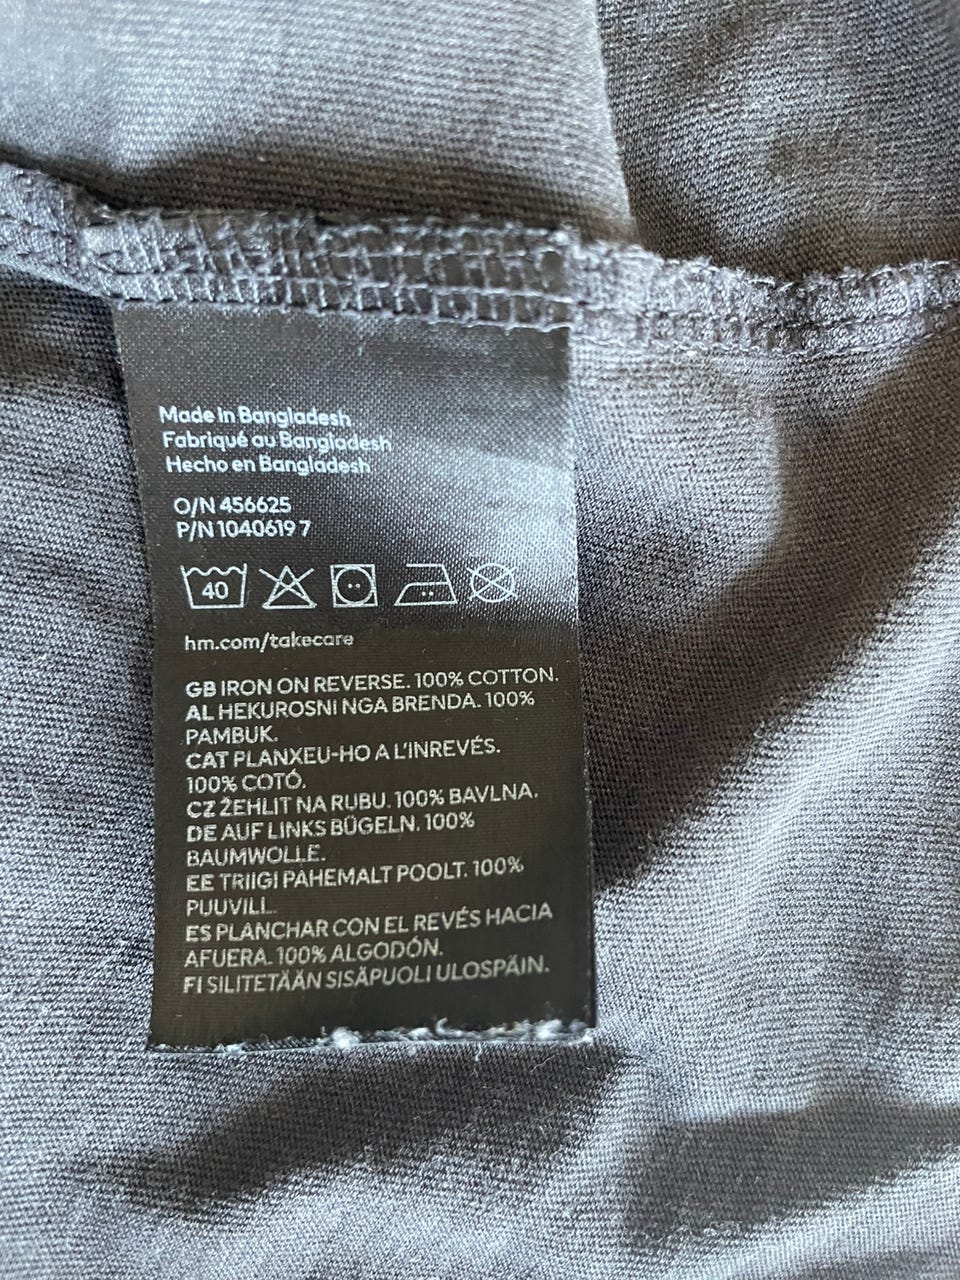 Made in Bangladesh
Fabriqué au Bangladesh
Hecho en Bangladesh
O/N 456625
P/N 1040619 7
40
hm.com/takecare
GB IRON ON REVERSE. 100% COTTON.
AL HEKUROSNI NGA BRENDA. 100%
PAMBUK.
CAT PLANXEU-HO A L'INREVÉS.
100% COTÓ.
CZ ŽEHLIT NA RUBU. 100% BAVLNA.
DE AUF LINKS BÜGELN. 100%
BAUMWOLLE.
EE TRIIGI PAHEMALT POOLT. 100%
PUUVILL.
ES PLANCHAR CON EL REVÉS HACIA
AFUERA. 100% ALGODÓN.
FI SILITETÄÄN SISÄPUOLI ULOSPÄIN.